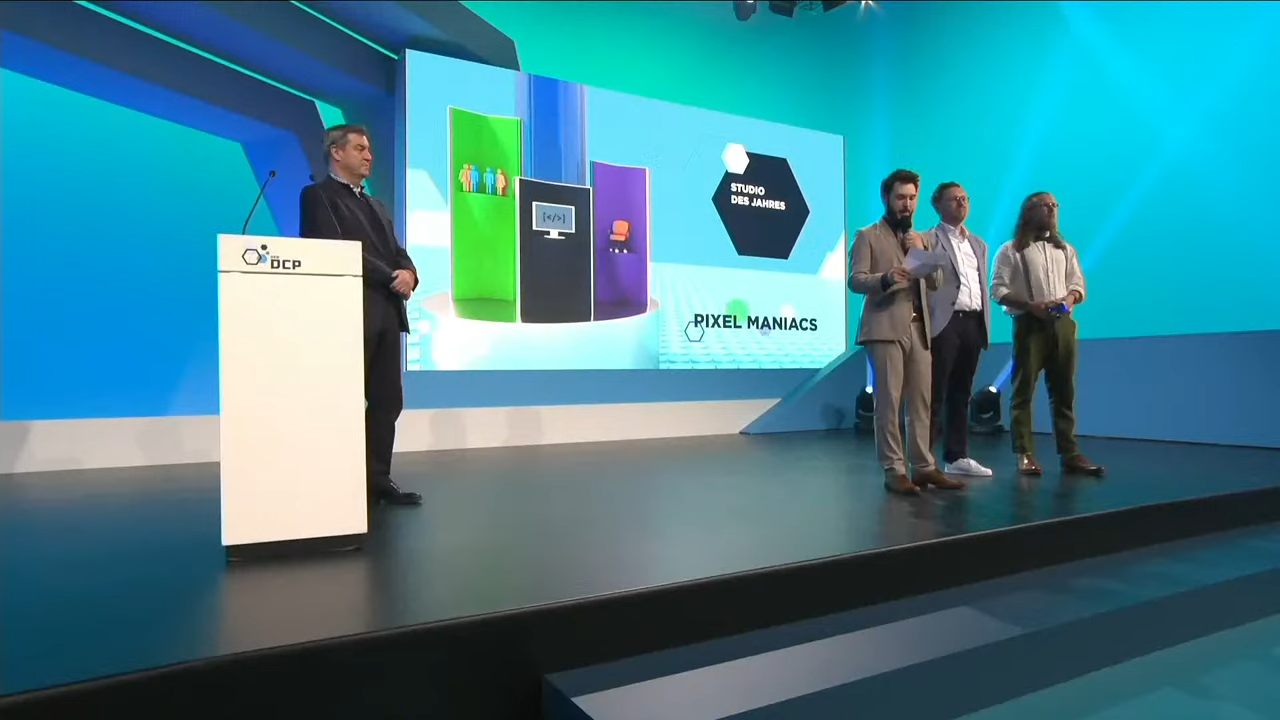 DCP
[</>]
STUDIO
DES JAHRES
PIXEL MANIACS